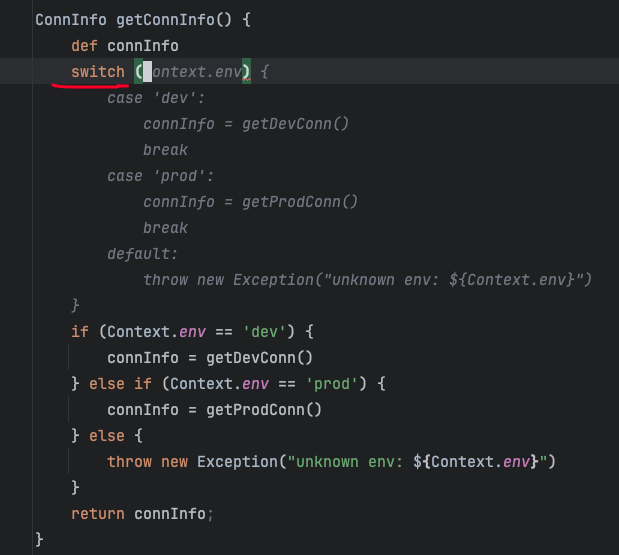 ConnInfo getConnInfo() {
    def connInfo
    switch (ontext.env) {
        case 'dev':
            connInfo = getDevConn()
            break
        case 'prod':
            connInfo = getProdConn()
            break
        default:
            throw new Exception("unknown env: ${Context.env}")
    }
    if (Context.env == 'dev') {
        connInfo = getDevConn()
    } else if (Context.env == 'prod') {
        connInfo = getProdConn()
    } else {
        throw new Exception("unknown env: ${Context.env}")
    }
    return connInfo;
}